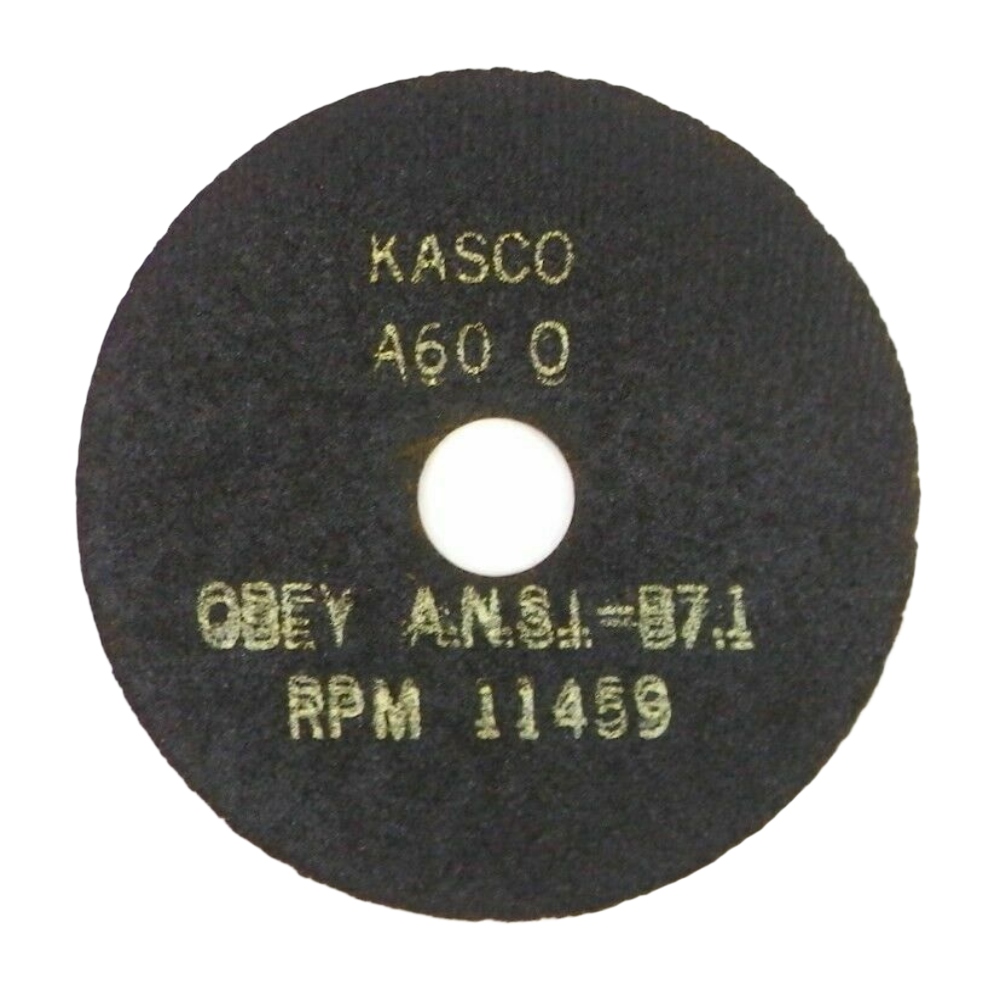 KASCO
A60 O
OBEY A.N.S.I.-B7.1
RPM 11459